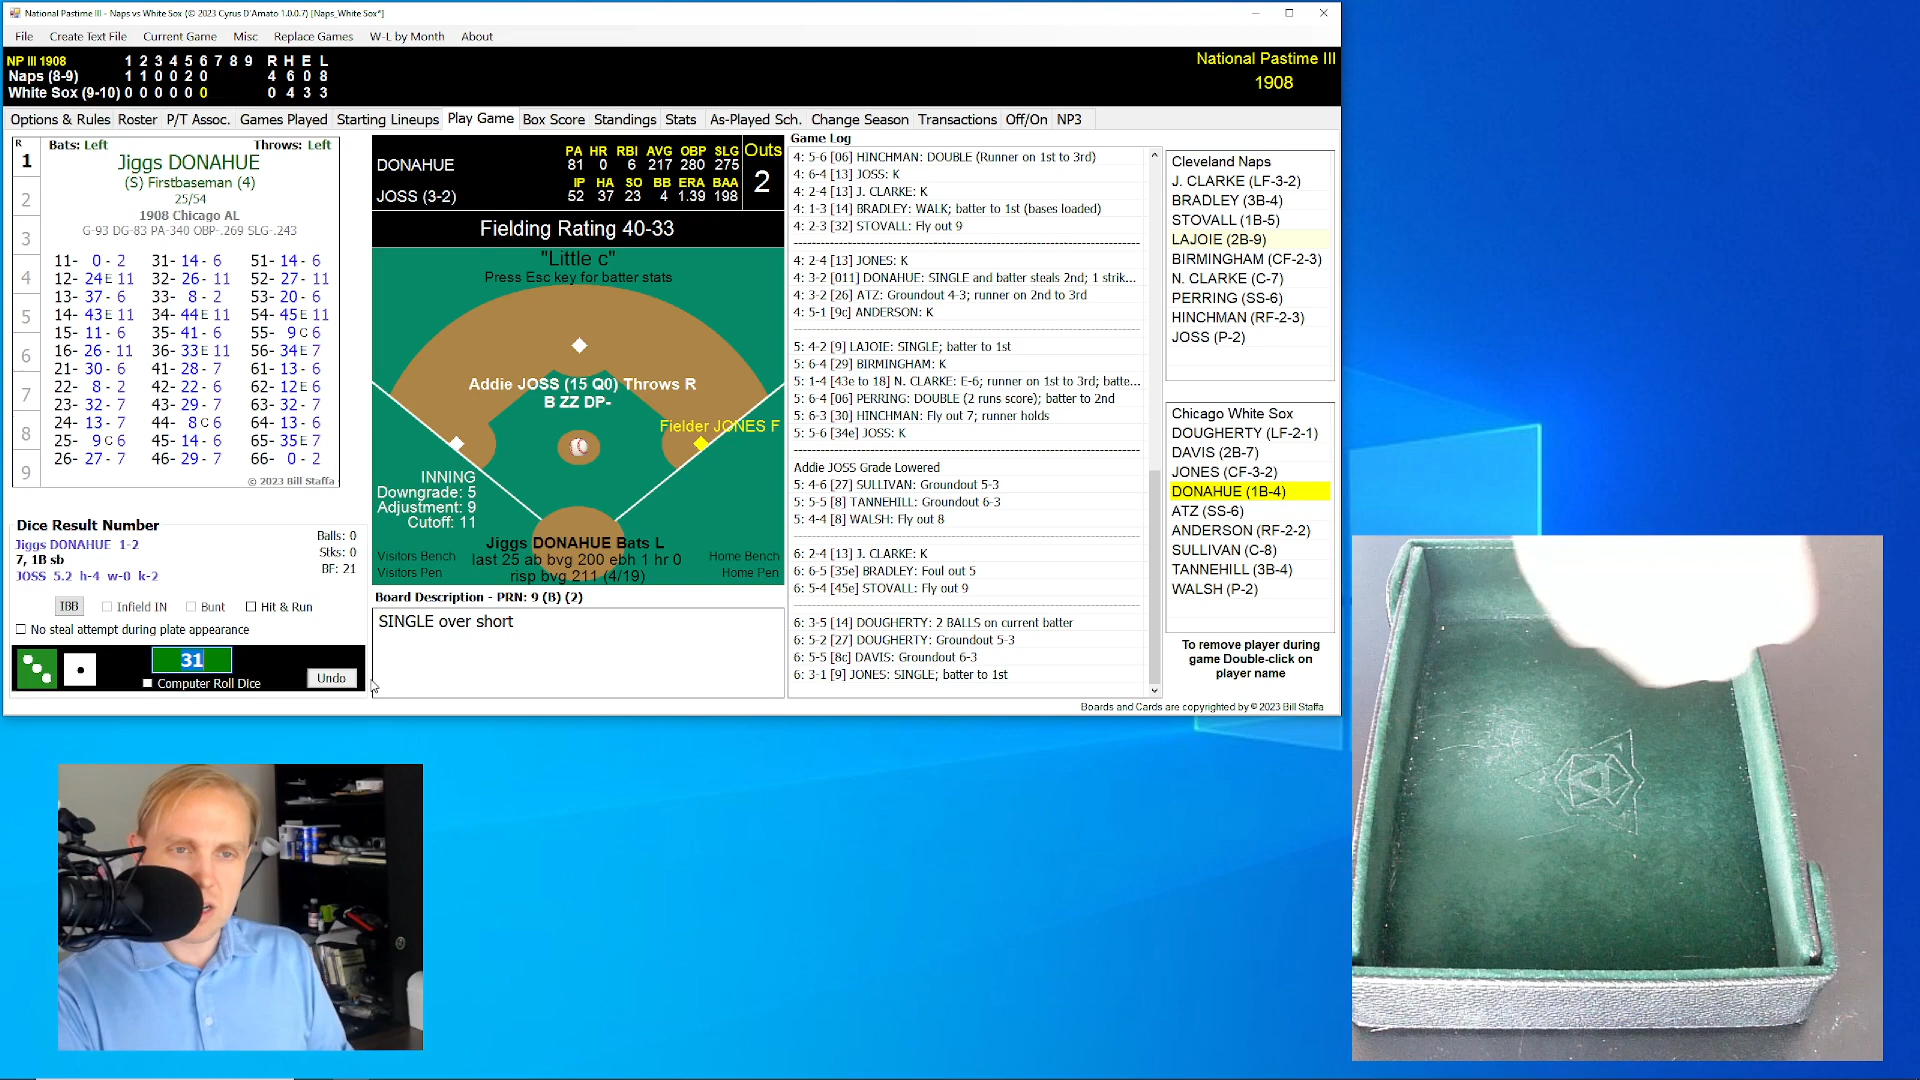 National Pastime III - Naps vs White Sox (© 2023 Cyrus D'Amato 1.0.0.7) [Naps_White Sox*]
File Create Text File Current Game Misc Replace Games W-L by Month About
NP III 1908 1 2 3 4 5 6 7 8 9 R H E L
Naps (8-9) 1 1 0 0 2 0 4 6 0 8
White Sox (9-10) 0 0 0 0 0 0 0 4 3 3
National Pastime III
1908
Options & Rules Roster P/T Assoc. Games Played Starting Lineups Play Game Box Score Standings Stats As-Played Sch. Change Season Transactions Off/On NP3
R
1
2
3
4
5
6
7
8
9
Bats: Left Throws: Left
Jiggs DONAHUE
(S) Firstbaseman (4)
25/54
1908 Chicago AL
G-93 DG-83 PA-340 OBP-.269 SLG-.243
11- 0 - 2 31- 14 - 6 51- 14 - 6
12- 24 E 11 32- 26 - 11 52- 27 - 11
13- 37 - 6 33- 8 - 2 53- 20 - 6
14- 43 E 11 34- 44 E 11 54- 45 E 11
15- 11 - 6 35- 41 - 6 55- 9 C 6
16- 26 - 11 36- 33 E 11 56- 34 E 7
21- 30 - 6 41- 28 - 7 61- 13 - 6
22- 8 - 2 42- 22 - 6 62- 12 E 6
23- 32 - 7 43- 29 - 7 63- 32 - 7
24- 13 - 7 44- 8 C 6 64- 13 - 6
25- 9 C 6 45- 14 - 6 65- 35 E 7
26- 27 - 7 46- 29 - 7 66- 0 - 2
© 2023 Bill Staffa
Dice Result Number
Jiggs DONAHUE 1-2
7, 1B sb
JOSS 5.2 h-4 w-0 k-2
Balls: 0
Stks: 0
BF: 21
IBB Infield IN Bunt Hit & Run
No steal attempt during plate appearance
31
Computer Roll Dice
Undo
PA HR RBI AVG OBP SLG
DONAHUE 81 0 6 217 280 275
IP HA SO BB ERA BAA
JOSS (3-2) 52 37 23 4 1.39 198
Outs
2
Fielding Rating 40-33
"Little c"
Press Esc key for batter stats
Addie JOSS (15 Q0) Throws R
B ZZ DP-
Fielder JONES F
INNING
Downgrade: 5
Adjustment: 9
Cutoff: 11
Jiggs DONAHUE Bats L
Visitors Bench last 25 ab bvg 200 ebh 1 hr 0 Home Bench
Visitors Pen risp bvg 211 (4/19) Home Pen
Board Description - PRN: 9 (B) (2)
SINGLE over short
Game Log
4: 5-6 [06] HINCHMAN: DOUBLE (Runner on 1st to 3rd)
4: 6-4 [13] JOSS: K
4: 2-4 [13] J. CLARKE: K
4: 1-3 [14] BRADLEY: WALK; batter to 1st (bases loaded)
4: 2-3 [32] STOVALL: Fly out 9
4: 2-4 [13] JONES: K
4: 3-2 [011] DONAHUE: SINGLE and batter steals 2nd; 1 strik...
4: 3-2 [26] ATZ: Groundout 4-3; runner on 2nd to 3rd
4: 5-1 [9c] ANDERSON: K
5: 4-2 [9] LAJOIE: SINGLE; batter to 1st
5: 6-4 [29] BIRMINGHAM: K
5: 1-4 [43e to 18] N. CLARKE: E-6; runner on 1st to 3rd; batte...
5: 6-4 [06] PERRING: DOUBLE (2 runs score); batter to 2nd
5: 6-3 [30] HINCHMAN: Fly out 7; runner holds
5: 5-6 [34e] JOSS: K
Addie JOSS Grade Lowered
5: 4-6 [27] SULLIVAN: Groundout 5-3
5: 5-5 [8] TANNEHILL: Groundout 6-3
5: 4-4 [8] WALSH: Fly out 8
6: 2-4 [13] J. CLARKE: K
6: 6-5 [35e] BRADLEY: Foul out 5
6: 5-4 [45e] STOVALL: Fly out 9
6: 3-5 [14] DOUGHERTY: 2 BALLS on current batter
6: 5-2 [27] DOUGHERTY: Groundout 5-3
6: 5-5 [8c] DAVIS: Groundout 6-3
6: 3-1 [9] JONES: SINGLE; batter to 1st
Cleveland Naps
J. CLARKE (LF-3-2)
BRADLEY (3B-4)
STOVALL (1B-5)
LAJOIE (2B-9)
BIRMINGHAM (CF-2-3)
N. CLARKE (C-7)
PERRING (SS-6)
HINCHMAN (RF-2-3)
JOSS (P-2)
Chicago White Sox
DOUGHERTY (LF-2-1)
DAVIS (2B-7)
JONES (CF-3-2)
DONAHUE (1B-4)
ATZ (SS-6)
ANDERSON (RF-2-2)
SULLIVAN (C-8)
TANNEHILL (3B-4)
WALSH (P-2)
To remove player during
game Double-click on
player name
Boards and Cards are copyrighted by © 2023 Bill Staffa